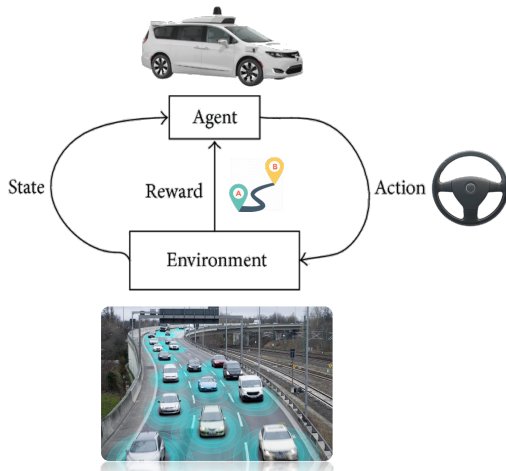 Agent
State
Reward
A
B
Action
Environment